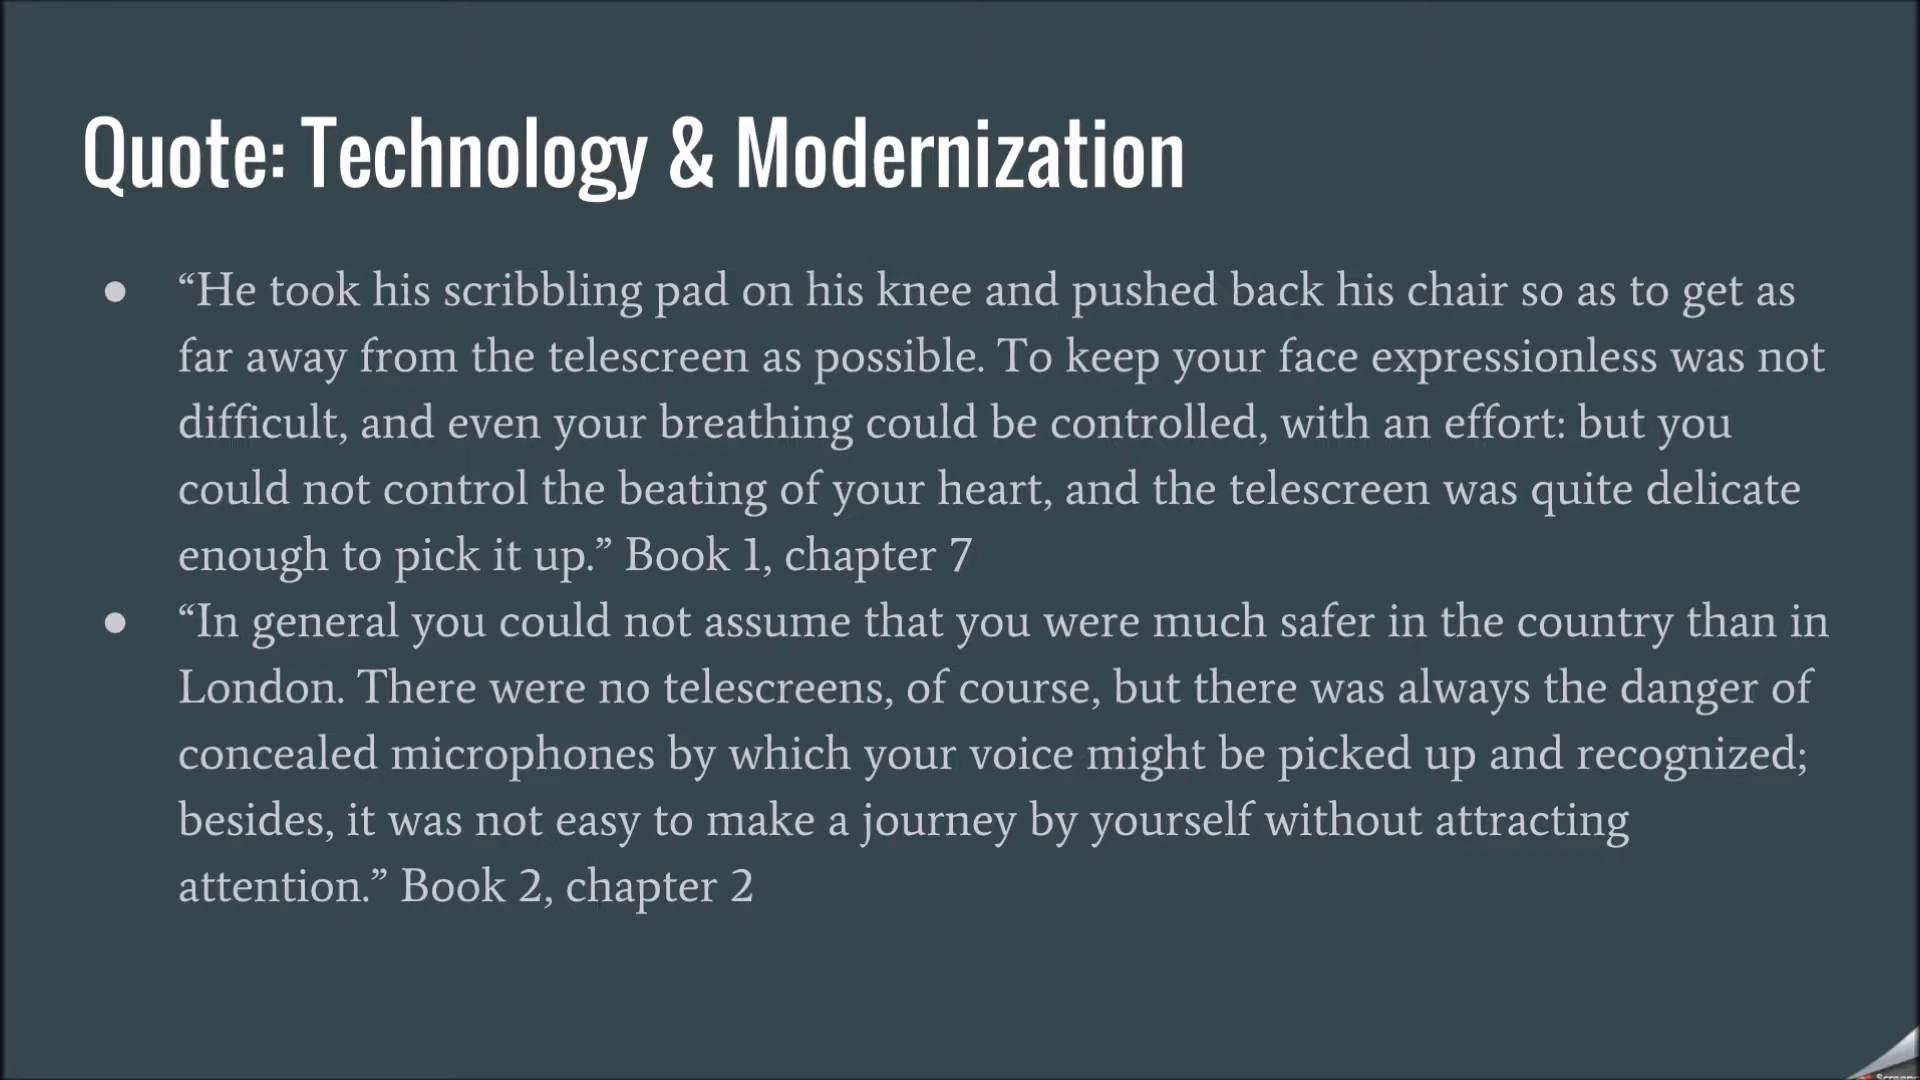 Quote: Technology & Modernization
● “He took his scribbling pad on his knee and pushed back his chair so as to get as
far away from the telescreen as possible. To keep your face expressionless was not
difficult, and even your breathing could be controlled, with an effort: but you
could not control the beating of your heart, and the telescreen was quite delicate
enough to pick it up.” Book 1, chapter 7
● “In general you could not assume that you were much safer in the country than in
London. There were no telescreens, of course, but there was always the danger of
concealed microphones by which your voice might be picked up and recognized;
besides, it was not easy to make a journey by yourself without attracting
attention.” Book 2, chapter 2